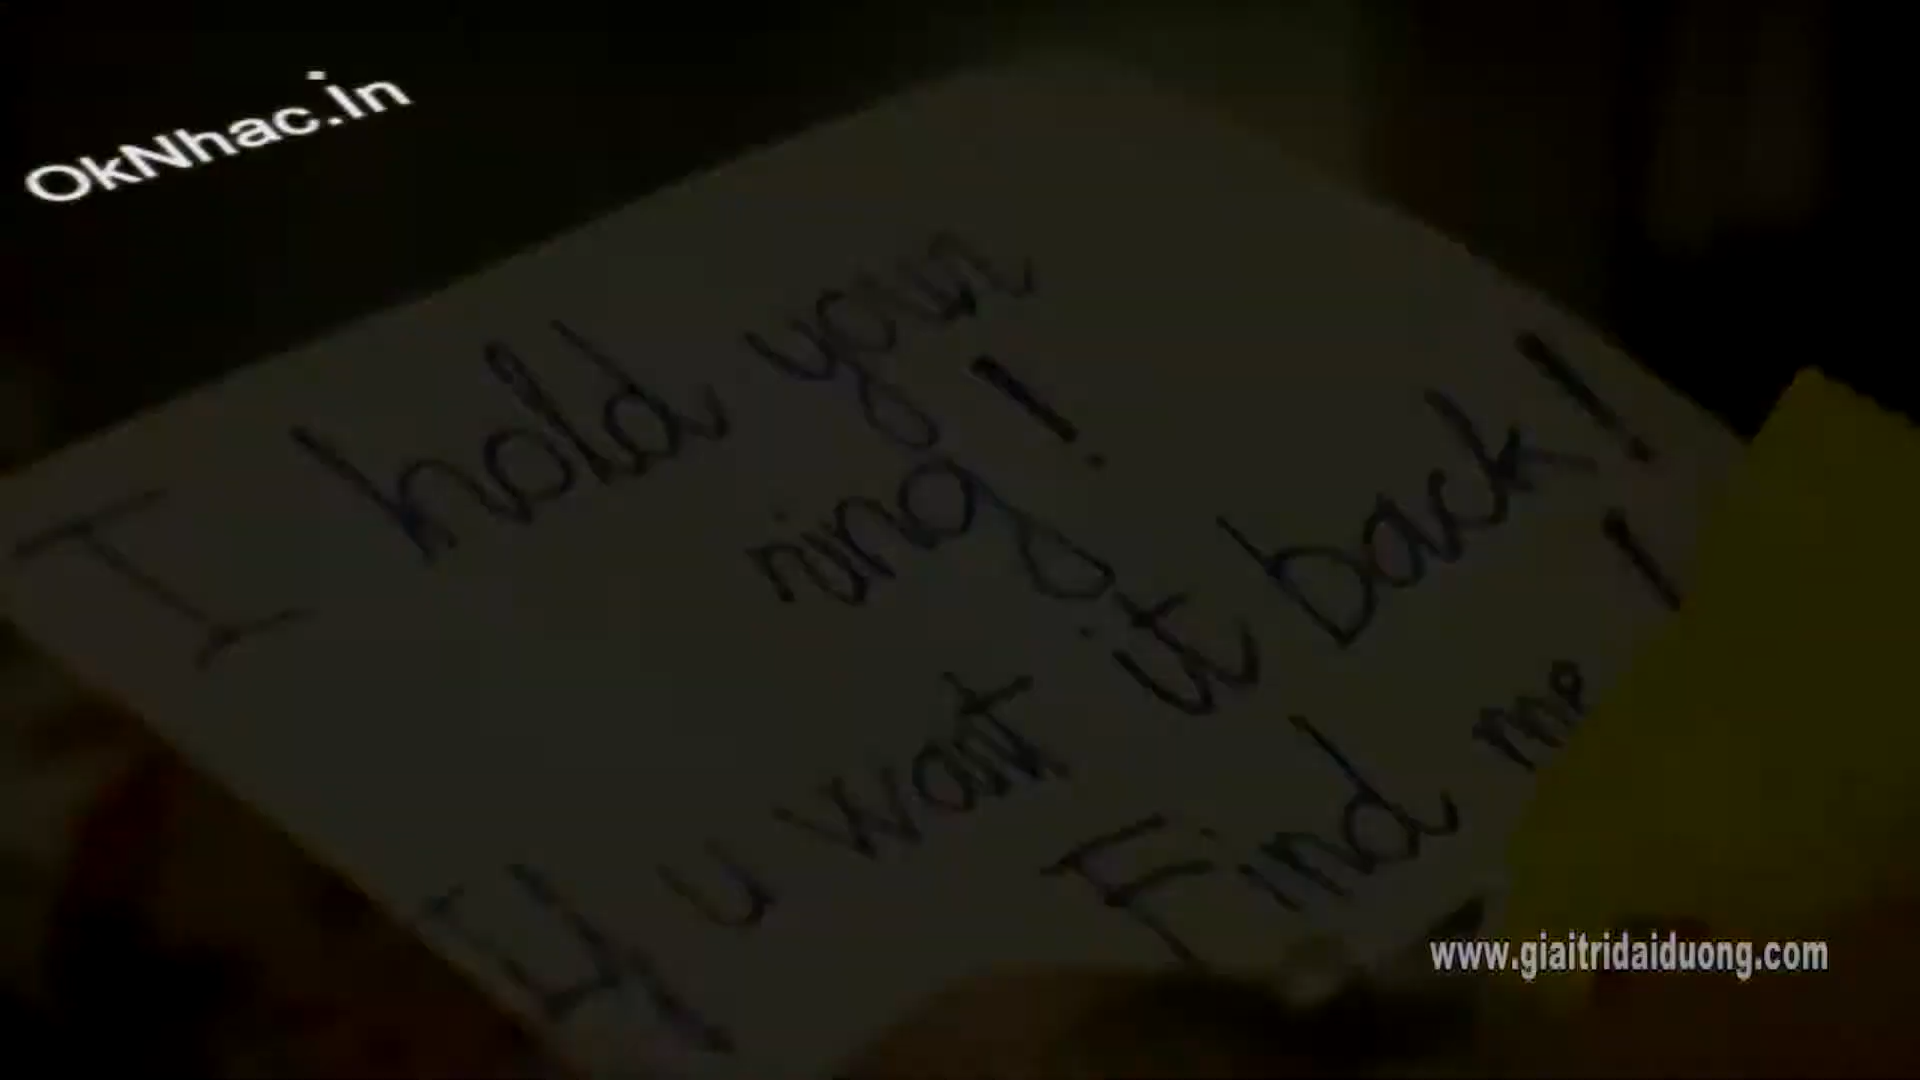 OkNhac.In
I hold your
ring!
If u want it back!
Find me !
www.giaitridaiduong.com